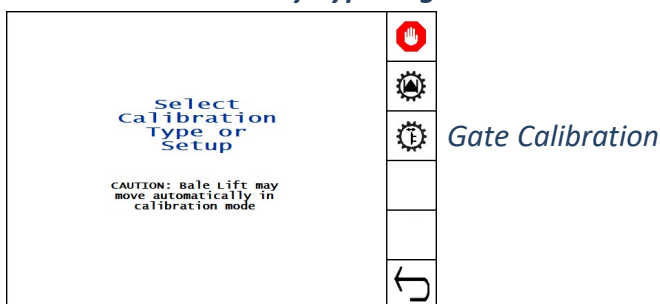 Select
Calibration
Type or
Setup
Gate Calibration
CAUTION: Bale Lift may
move automatically in
calibration mode